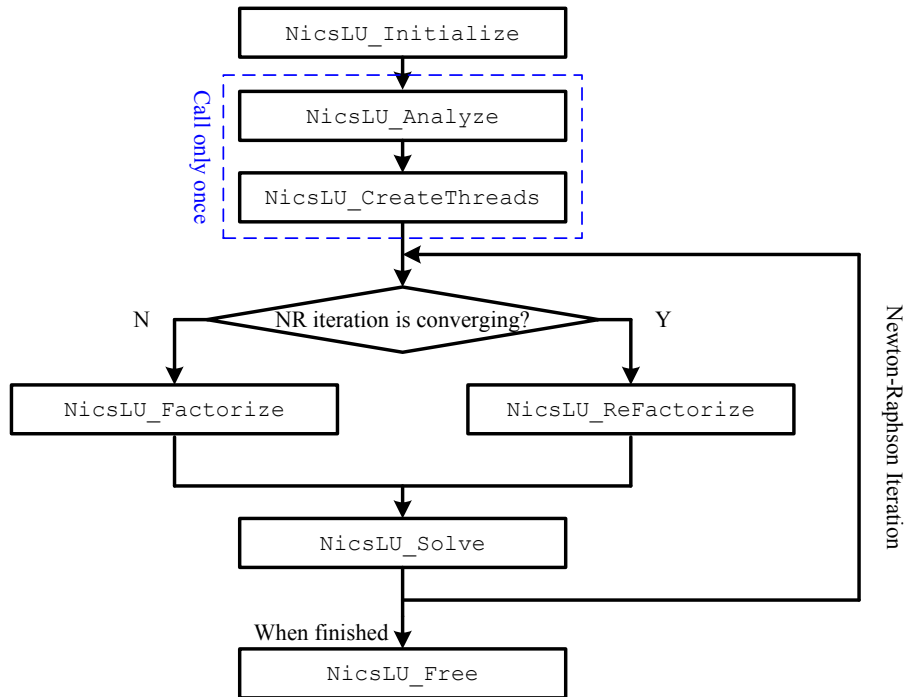 NicsLU_Initialize
Call only once
NicsLU_Analyze
NicsLU_CreateThreads
N
NR iteration is converging?
Y
NicsLU_Factorize
NicsLU_ReFactorize
Newton-Raphson Iteration
NicsLU_Solve
When finished
NicsLU_Free